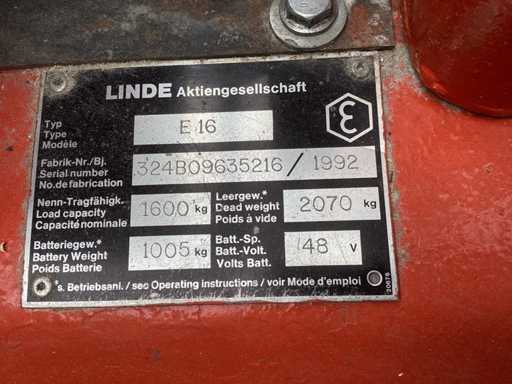 LINDE Aktiengesellschaft
Typ
Type
Modèle
E 16
Fabrik-Nr./Bj.
Serial number
No.de fabrication
324B09635216 / 1992
Nenn-Tragfähigk.
Load capacity
Capacité nominale
1600 kg
Leergew.*
Dead weight
Poids à vide
2070 kg
Batteriegew.*
Battery Weight
Poids Batterie
1005 kg
Batt.-Sp.
Batt.-Volt.
Volts Batt.
48 v
*s. Betriebsanl. / see Operating instructions / voir Mode d'emploi